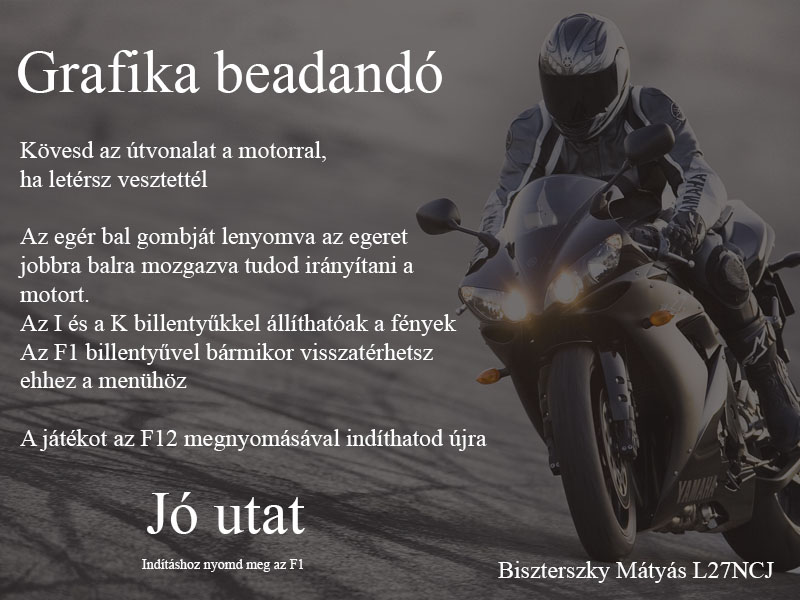 Grafika beadandó
Kövesd az útvonalat a motorral,
ha letérsz vesztettél
Az egér bal gombját lenyomva az egeret
jobbra balra mozgazva tudod irányítani a
motort.
Az I és a K billentyűkkel állíthatóak a fények
Az F1 billentyűvel bármikor visszatérhetsz
ehhez a menühöz
A játékot az F12 megnyomásával indíthatod újra
Jó utat
Indításhoz nyomd meg az F1
Biszterszky Mátyás L27NCJ
YAMAHA
YAMAHA